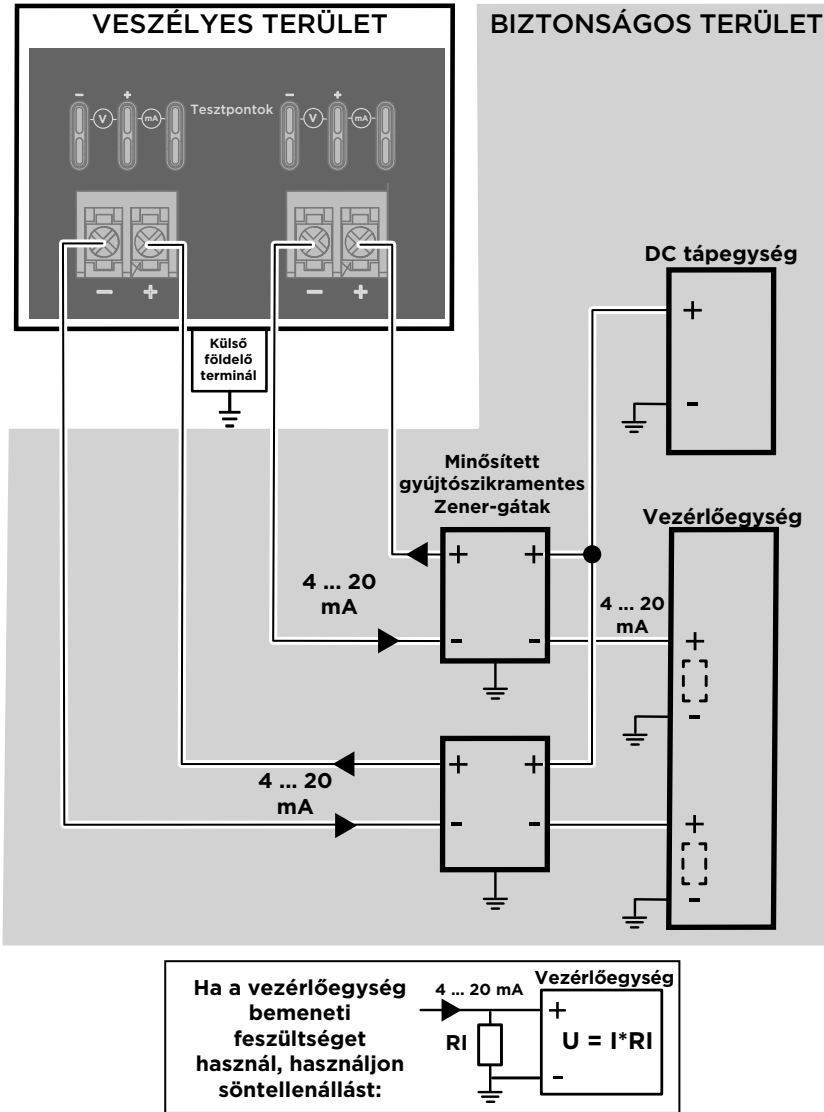 VESZÉLYES TERÜLET
BIZTONSÁGOS TERÜLET
- + Tesztpontok - +
V mA V mA
- + - +
Külső
földelő
terminál
DC tápegység
+
-
Minősített
gyújtószikramentes
Zener-gátak
Vezérlőegység
+ +
4 ... 20
mA
4 ... 20
mA
- -
+
-
+ +
4 ... 20
mA
- -
+
-
Ha a vezérlőegység
bemeneti
feszültséget
használ, használjon
söntellenállást:
4 ... 20 mA
Vezérlőegység
+
RI
U = I*RI
-